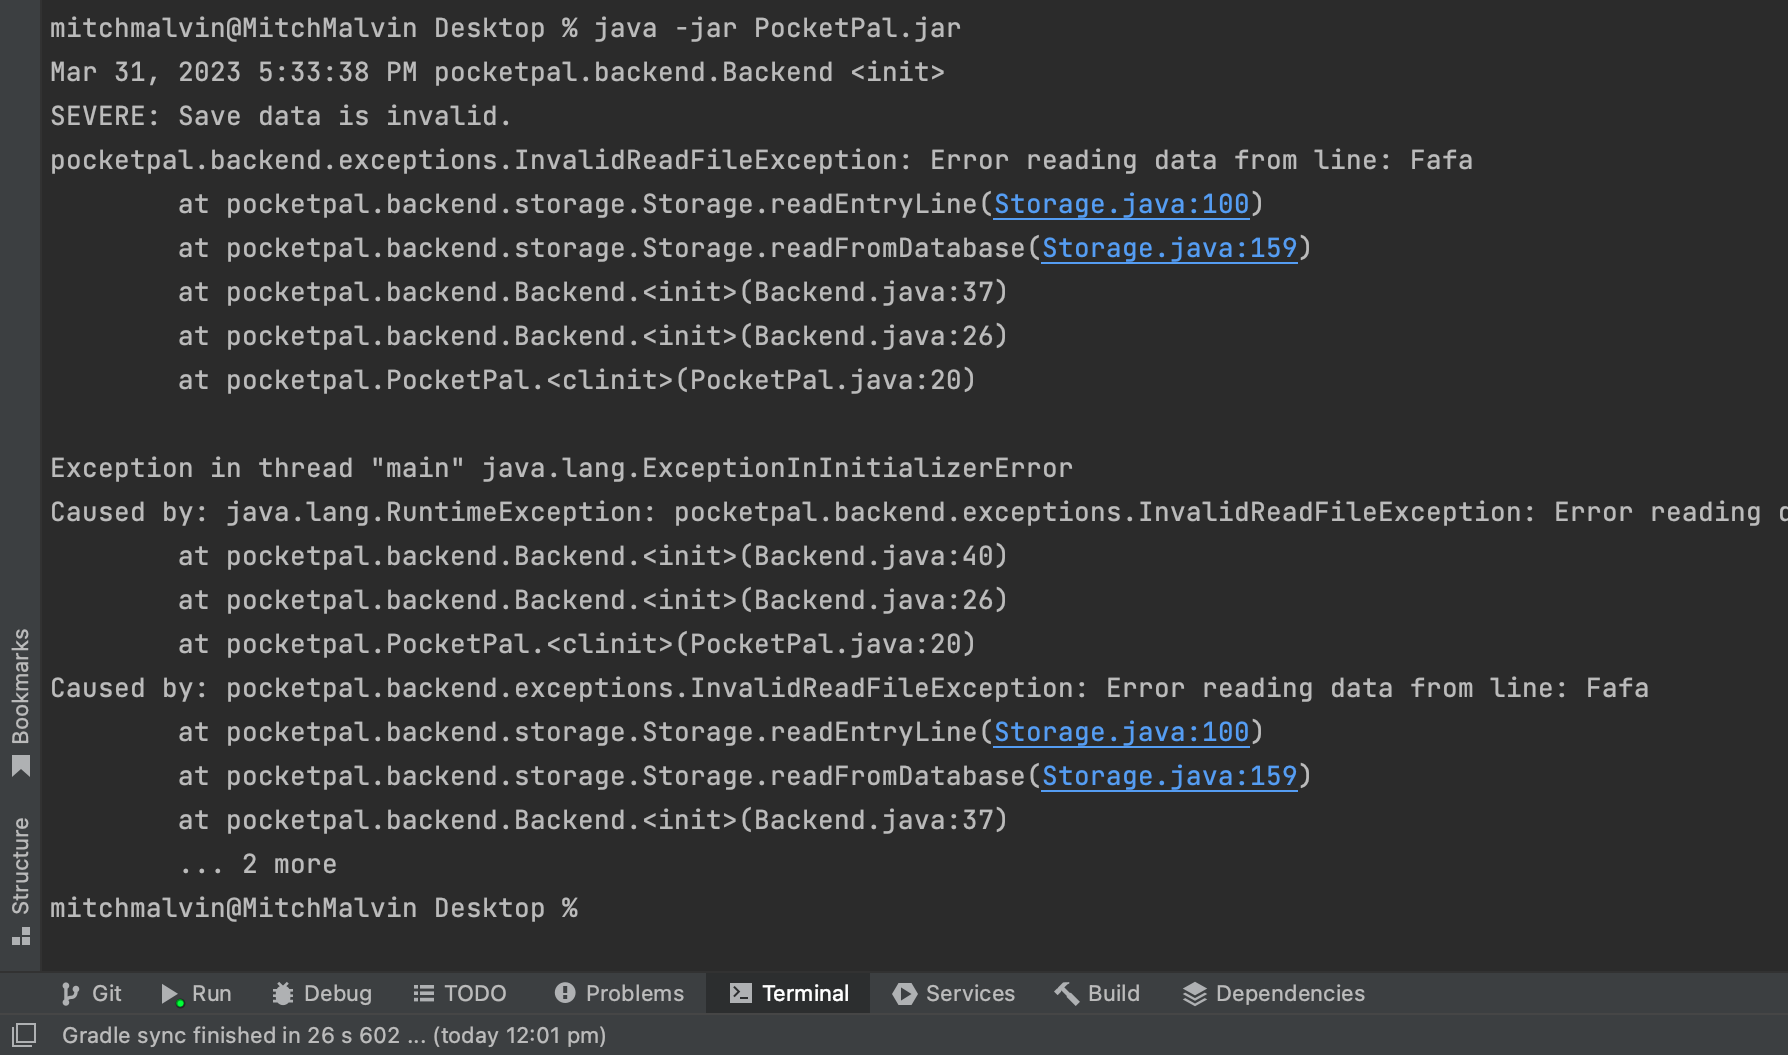 mitchmalvin@MitchMalvin Desktop % java -jar PocketPal.jar
Mar 31, 2023 5:33:38 PM pocketpal.backend.Backend <init>
SEVERE: Save data is invalid.
pocketpal.backend.exceptions.InvalidReadFileException: Error reading data from line: Fafa
at pocketpal.backend.storage.Storage.readEntryLine(Storage.java:100)
at pocketpal.backend.storage.Storage.readFromDatabase(Storage.java:159)
at pocketpal.backend.Backend.<init>(Backend.java:37)
at pocketpal.backend.Backend.<init>(Backend.java:26)
at pocketpal.PocketPal.<clinit>(PocketPal.java:20)
Exception in thread "main" java.lang.ExceptionInInitializerError
Caused by: java.lang.RuntimeException: pocketpal.backend.exceptions.InvalidReadFileException: Error reading
at pocketpal.backend.Backend.<init>(Backend.java:40)
at pocketpal.backend.Backend.<init>(Backend.java:26)
at pocketpal.PocketPal.<clinit>(PocketPal.java:20)
Caused by: pocketpal.backend.exceptions.InvalidReadFileException: Error reading data from line: Fafa
at pocketpal.backend.storage.Storage.readEntryLine(Storage.java:100)
at pocketpal.backend.storage.Storage.readFromDatabase(Storage.java:159)
at pocketpal.backend.Backend.<init>(Backend.java:37)
... 2 more
mitchmalvin@MitchMalvin Desktop %
Bookmarks
Structure
Git Run Debug TODO Problems Terminal Services Build Dependencies
Gradle sync finished in 26 s 602 ... (today 12:01 pm)